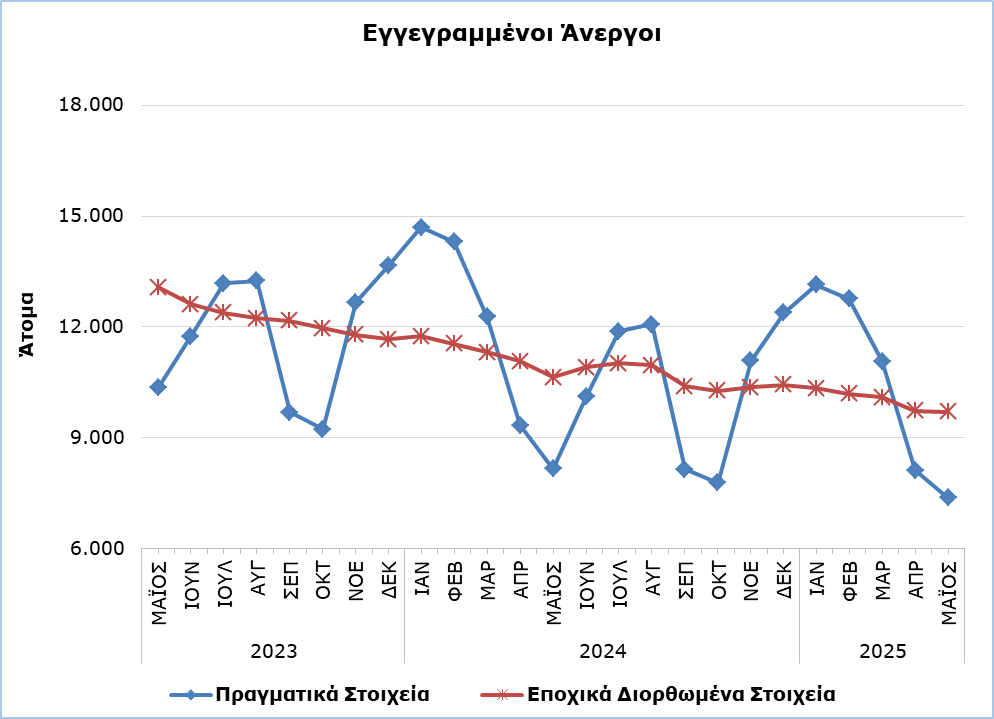 Εγγεγραμμένοι Άνεργοι
18.000
15.000
12.000
9.000
6.000
Άτομα
ΜΑΪΟΣ
ΙΟΥΝ
ΙΟΥΛ
ΑΥΓ
ΣΕΠ
ΟΚΤ
ΝΟΕ
ΔΕΚ
ΙΑΝ
ΦΕΒ
ΜΑΡ
ΑΠΡ
ΜΑΪΟΣ
ΙΟΥΝ
ΙΟΥΛ
ΑΥΓ
ΣΕΠ
ΟΚΤ
ΝΟΕ
ΔΕΚ
ΙΑΝ
ΦΕΒ
ΜΑΡ
ΑΠΡ
ΜΑΪΟΣ
2023
2024
2025
Πραγματικά Στοιχεία
Εποχικά Διορθωμένα Στοιχεία